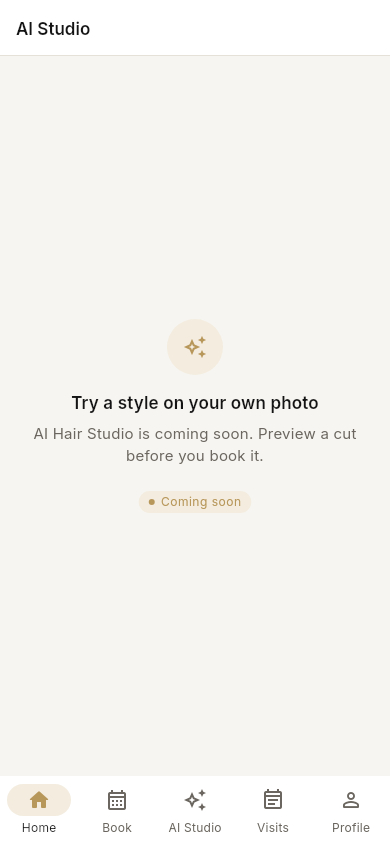 AI Studio
Try a style on your own photo
AI Hair Studio is coming soon. Preview a cut
before you book it.
Coming soon
Home
Book
AI Studio
Visits
Profile